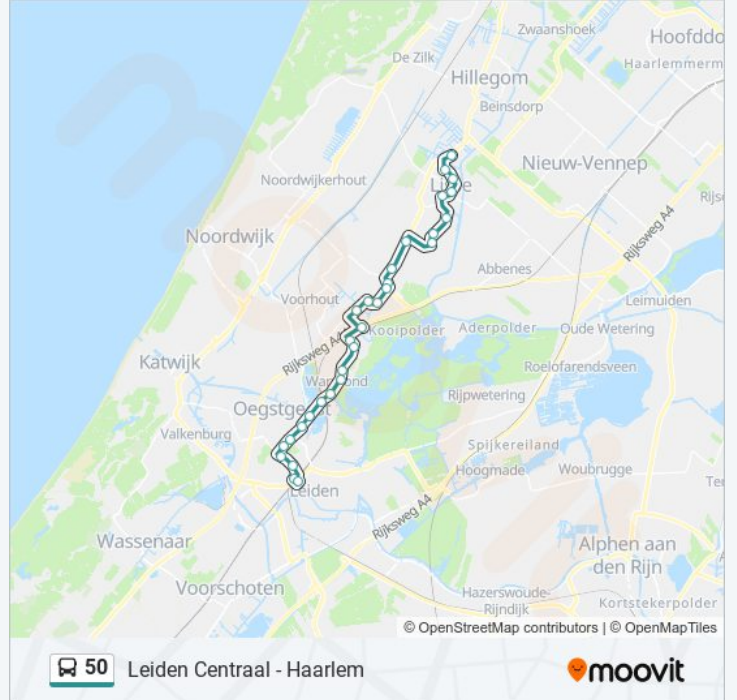 Zwaanshoek
Hoofddo
De Zilk
Haarlemmerm
Hillegom
Beinsdorp
Nieuw-Vennep
Noordwijkerhout
Rijs
Rijksweg A4
Noordwijk
Abbenes
Voorhout
Leimuiden
Kooipolder
Aderpolder
Oude Wetering
Rijksweg A4
Katwijk
Roelofarendsveen
Rijpwetering
Oegstgeest
Valkenburg
Spijkereiland
Hoogmade
Woubrugge
Leiden
Ter
Rijksweg A4
Wassenaar
Alphen aan
den Rijn
Voorschoten
Hazerswoude-
Rijndijk
Kortstekerpolder
© OpenStreetMap contributors | © OpenMapTiles
50 Leiden Centraal - Haarlem
moovit